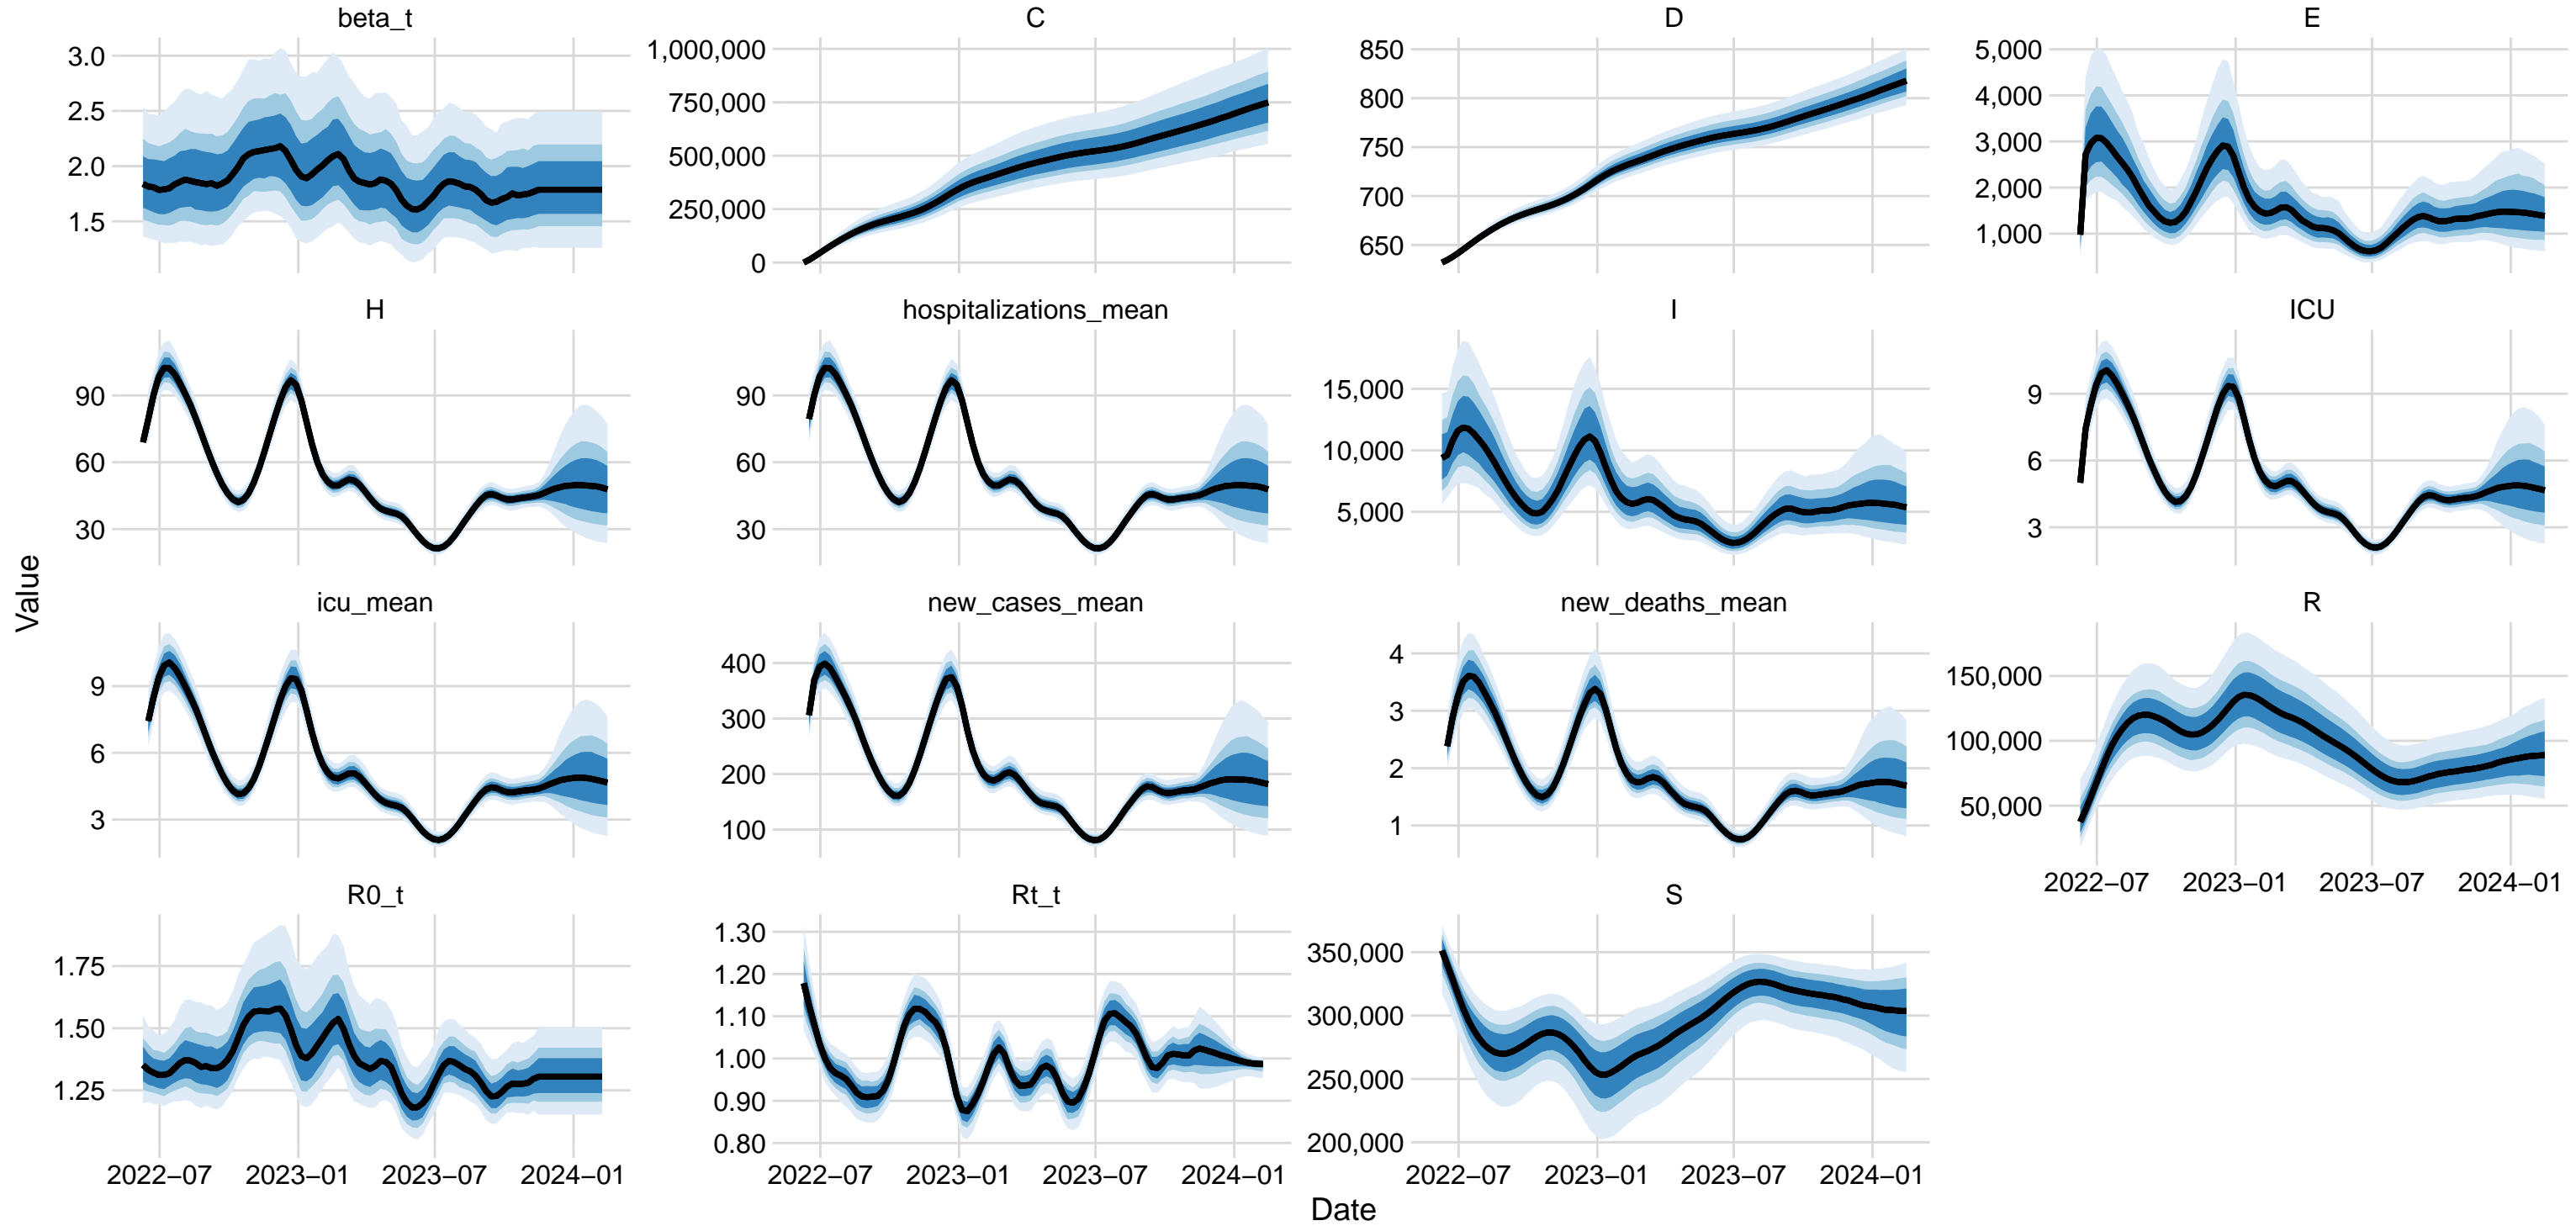 beta_t
C
D
E
3.0
2.5
2.0
1.5
1,000,000
750,000
500,000
250,000
0
850
800
750
700
650
5,000
4,000
3,000
2,000
1,000
H
hospitalizations_mean
I
ICU
90
60
30
90
60
30
15,000
10,000
5,000
9
6
3
icu_mean
new_cases_mean
new_deaths_mean
R
9
6
3
400
300
200
100
4
3
2
1
150,000
100,000
50,000
2022−07 2023−01 2023−07 2024−01
R0_t
Rt_t
S
1.75
1.50
1.25
1.30
1.20
1.10
1.00
0.90
0.80
350,000
300,000
250,000
200,000
2022−07 2023−01 2023−07 2024−01
2022−07 2023−01 2023−07 2024−01
2022−07 2023−01 2023−07 2024−01
Value
Date